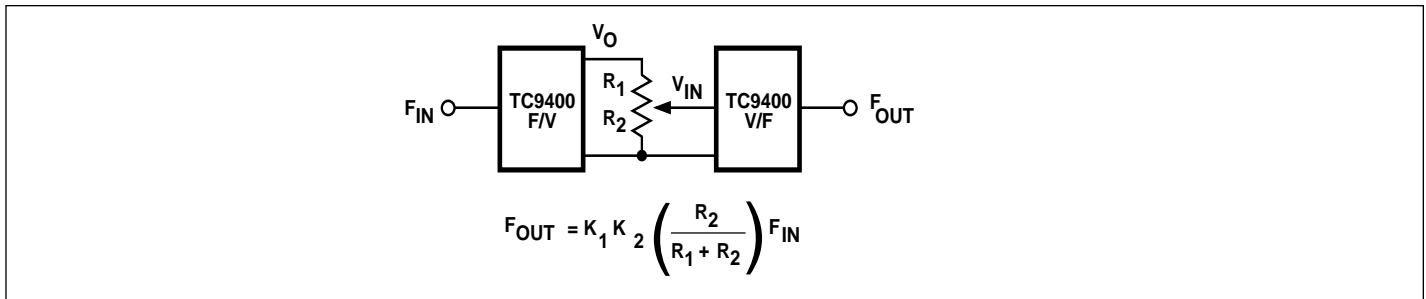 V_O
R_1
V_IN
F_IN
TC9400
F/V
R_2
TC9400
V/F
F_OUT
F_OUT = K_1 K_2 ( R_2 / (R_1 + R_2) ) F_IN